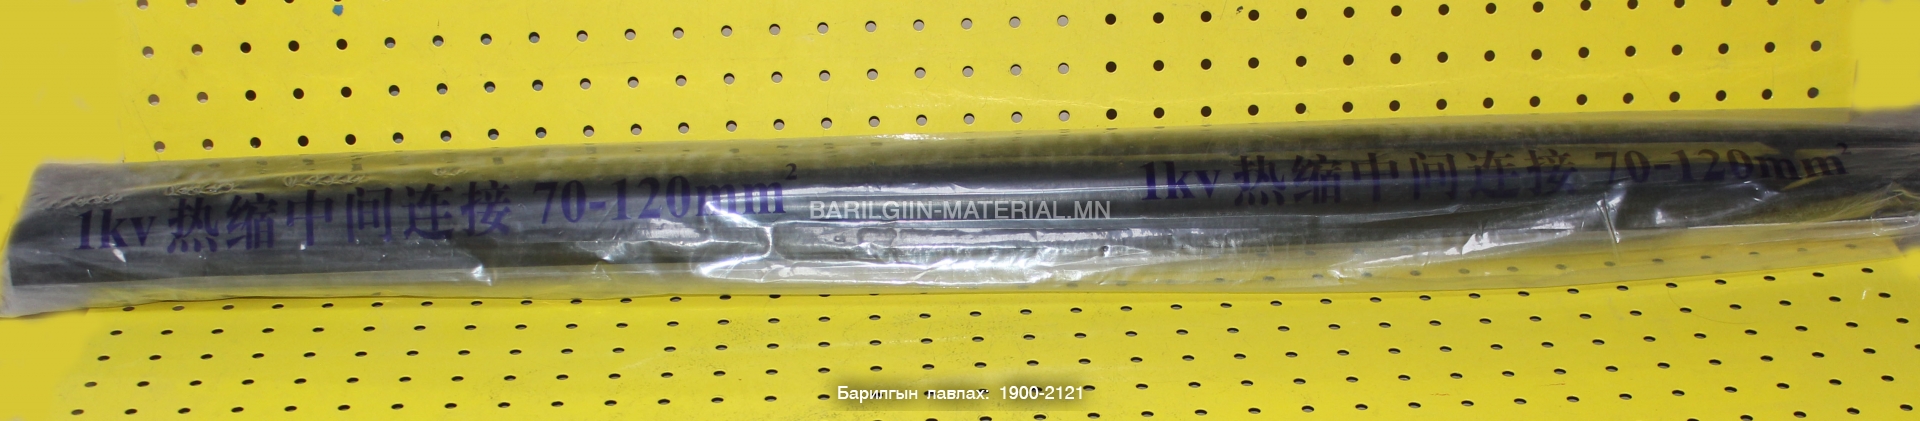 1kv 热缩中间连接 70-120mm²
1kv 热缩中间连接 70-120mm²
BARILGIIN-MATERIAL.MN
Барилгын лавлах: 1900-2121